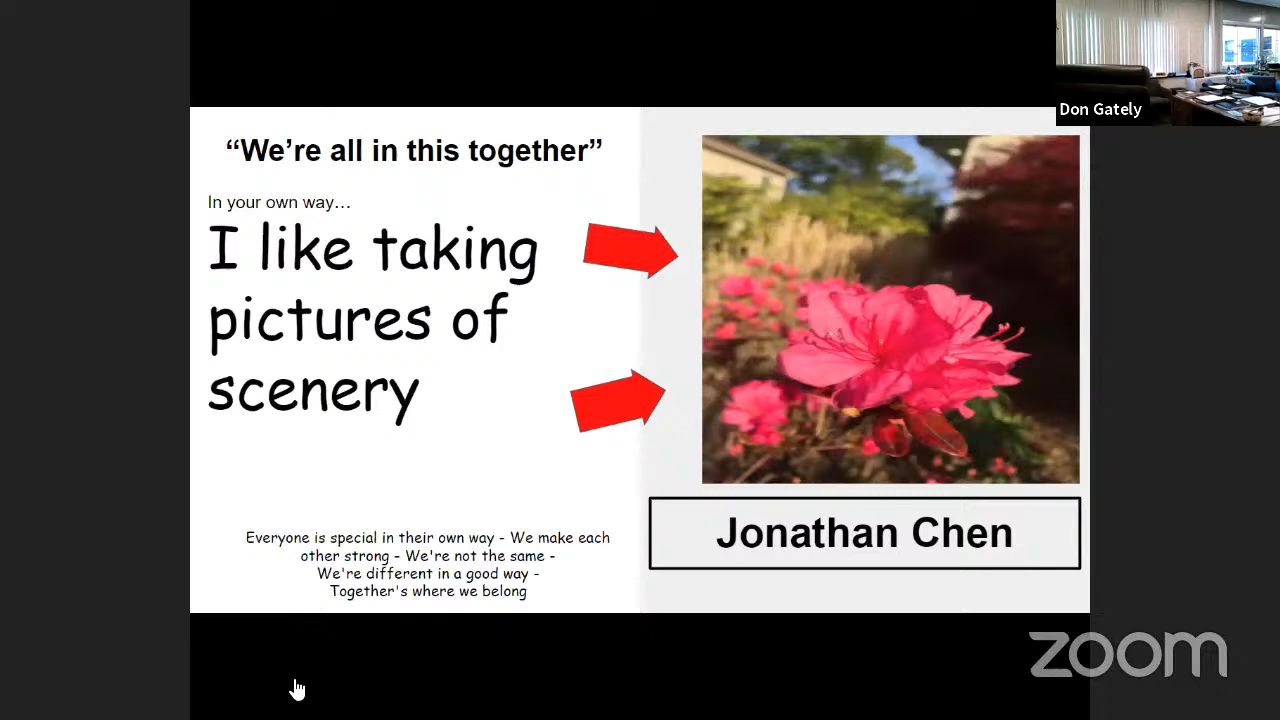 “We’re all in this together”
In your own way…
I like taking
pictures of
scenery
Everyone is special in their own way - We make each
other strong - We're not the same -
We're different in a good way -
Together's where we belong
Jonathan Chen
Don Gately
zoom